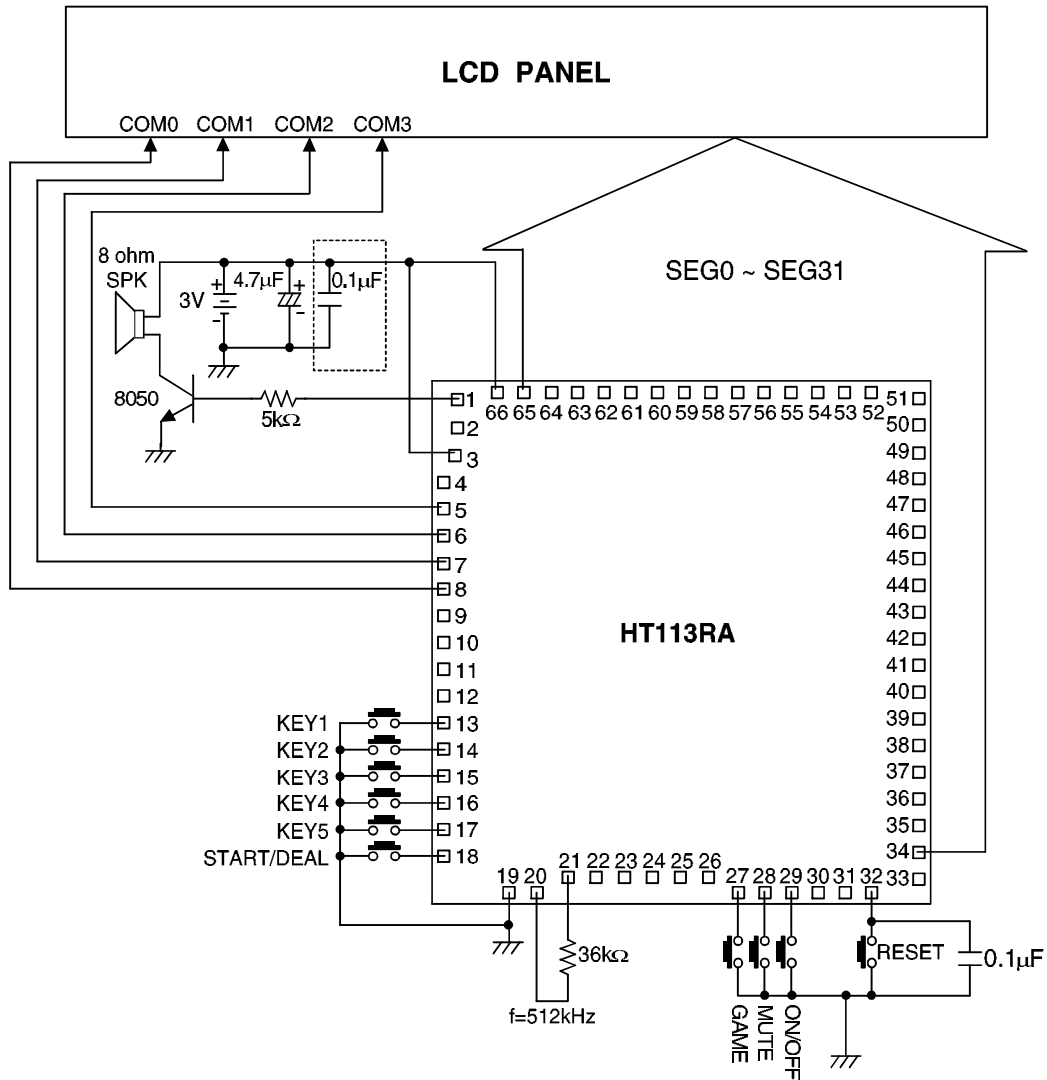 LCD PANEL
COM0 COM1 COM2 COM3
SEG0 ~ SEG31
8 ohm
SPK
3V
+
-
4.7µF
+
-
0.1µF
8050
5kΩ
1
2
3
4
5
6
7
8
9
10
11
12
13
14
15
16
17
18
66 65 64 63 62 61 60 59 58 57 56 55 54 53 52
51
50
49
48
47
46
45
44
43
42
41
40
39
38
37
36
35
34
33
HT113RA
KEY1
KEY2
KEY3
KEY4
KEY5
START/DEAL
19 20 21 22 23 24 25 26 27 28 29 30 31 32
36kΩ
f=512kHz
RESET
0.1µF
GAME
MUTE
ON/OFF